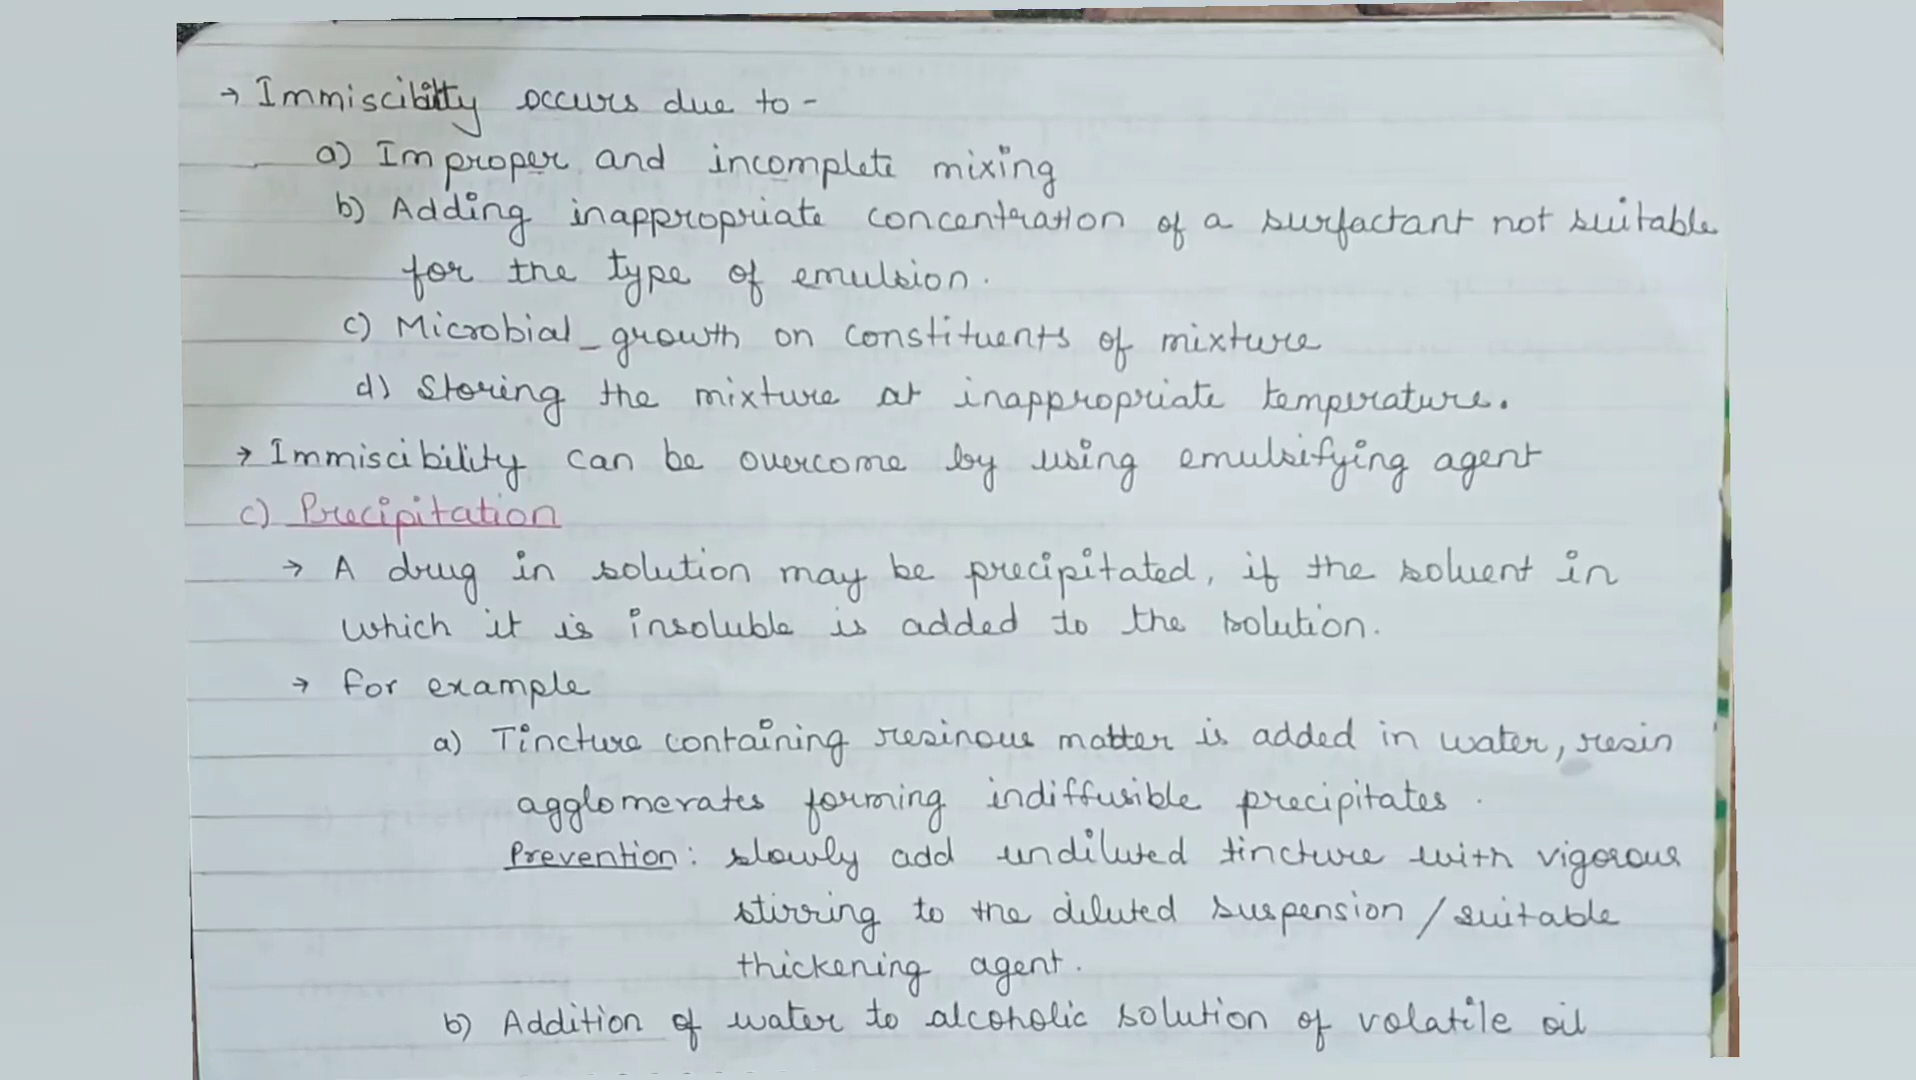 → Immiscibility occurs due to -
a) Improper and incomplete mixing
b) Adding inappropriate concentration of a surfactant not suitable
for the type of emulsion.
c) Microbial growth on constituents of mixture
d) Storing the mixture at inappropriate temperature.
→ Immiscibility can be overcome by using emulsifying agent
c) Precipitation
→ A drug in solution may be precipitated, if the solvent in
which it is insoluble is added to the solution.
→ for example
a) Tincture containing resinous matter is added in water, resin
agglomerates forming indiffusible precipitates.
Prevention: slowly add undiluted tincture with vigorous
stirring to the diluted suspension / suitable
thickening agent.
b) Addition of water to alcoholic solution of volatile oil